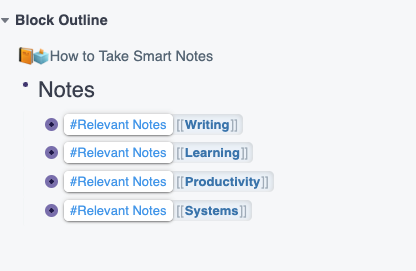 Block Outline
How to Take Smart Notes
Notes
#Relevant Notes [[Writing]]
#Relevant Notes [[Learning]]
#Relevant Notes [[Productivity]]
#Relevant Notes [[Systems]]